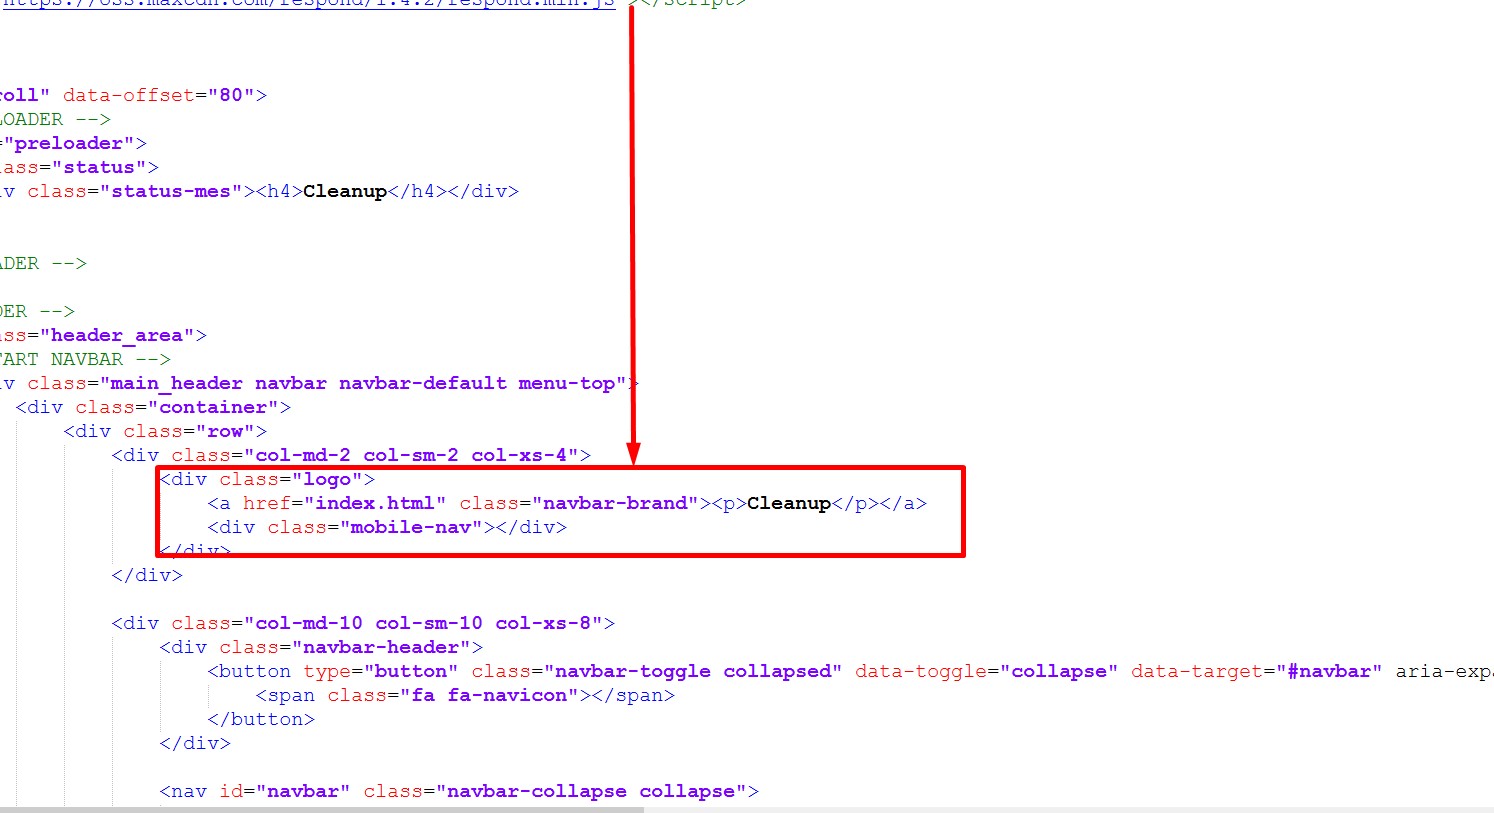 https://oss.maxcdn.com/respond/1.4.2/respond.min.js"></script>
roll" data-offset="80">
LOADER -->
="preloader">
lass="status">
iv class="status-mes"><h4>Cleanup</h4></div>
ADER -->
DER -->
ass="header_area">
TART NAVBAR -->
iv class="main_header navbar navbar-default menu-top">
<div class="container">
<div class="row">
<div class="col-md-2 col-sm-2 col-xs-4">
<div class="logo">
<a href="index.html" class="navbar-brand"><p>Cleanup</p></a>
<div class="mobile-nav"></div>
</div>
</div>
<div class="col-md-10 col-sm-10 col-xs-8">
<div class="navbar-header">
<button type="button" class="navbar-toggle collapsed" data-toggle="collapse" data-target="#navbar" aria-expa
<span class="fa fa-navicon"></span>
</button>
</div>
<nav id="navbar" class="navbar-collapse collapse">